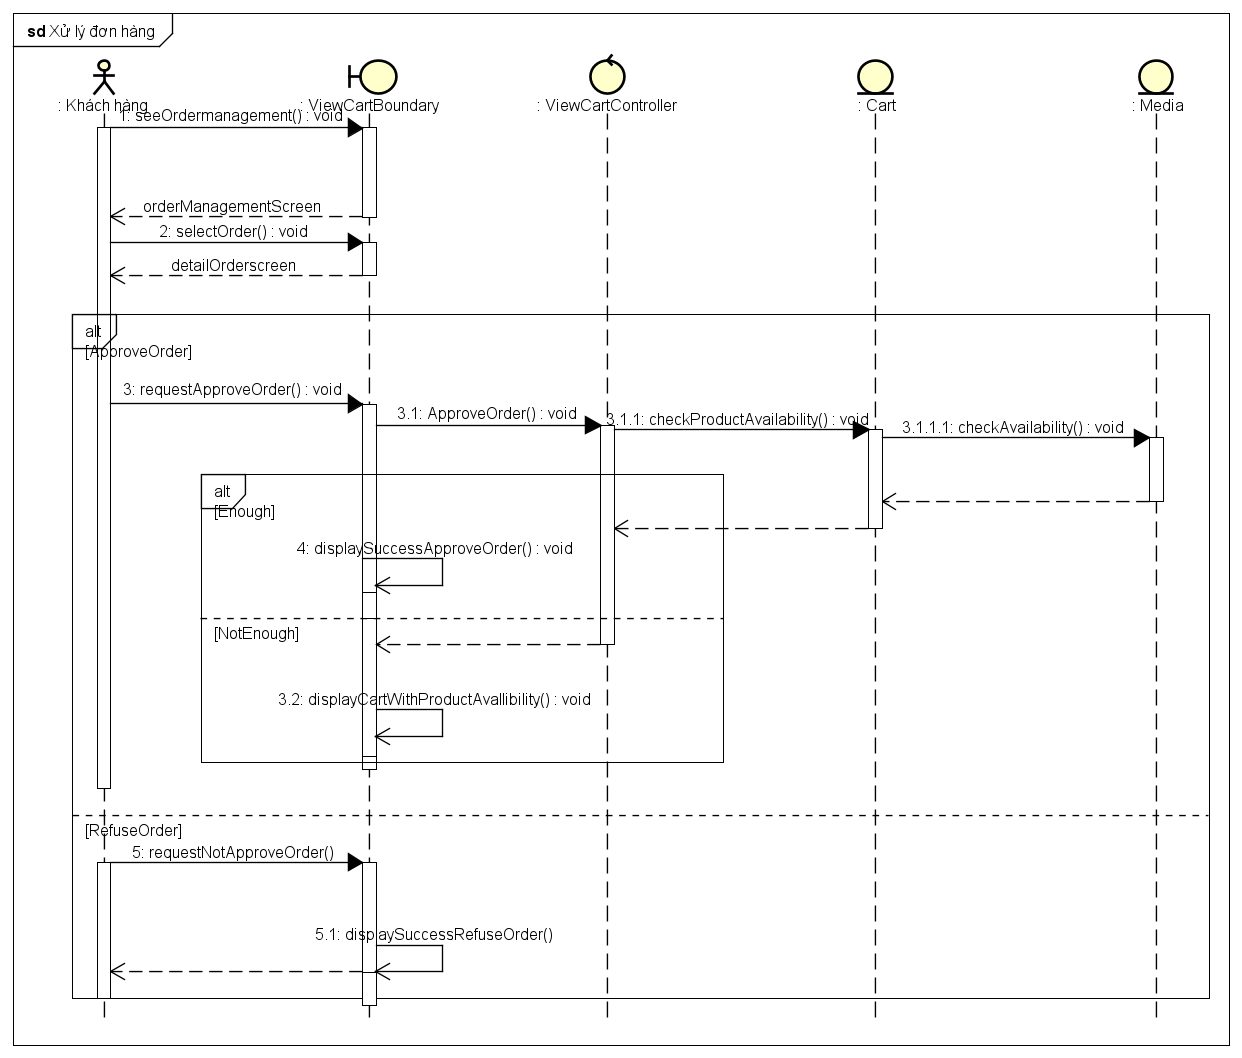 sd Xử lý đơn hàng
: Khách hàng
: ViewCartBoundary
: ViewCartController
: Cart
: Media
1: seeOrdermanagement() : void
orderManagementScreen
2: selectOrder() : void
detailOrderscreen
alt
[ApproveOrder]
3: requestApproveOrder() : void
3.1: ApproveOrder() : void
3.1.1: checkProductAvailability() : void
3.1.1.1: checkAvailability() : void
alt
[Enough]
4: displaySuccessApproveOrder() : void
[NotEnough]
3.2: displayCartWithProductAvallibility() : void
[RefuseOrder]
5: requestNotApproveOrder()
5.1: displaySuccessRefuseOrder()